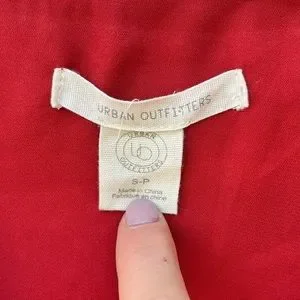 URBAN OUTFITTERS
URBAN
UO
OUTFITTERS
S-P
Made in China
Fabriqué en chine